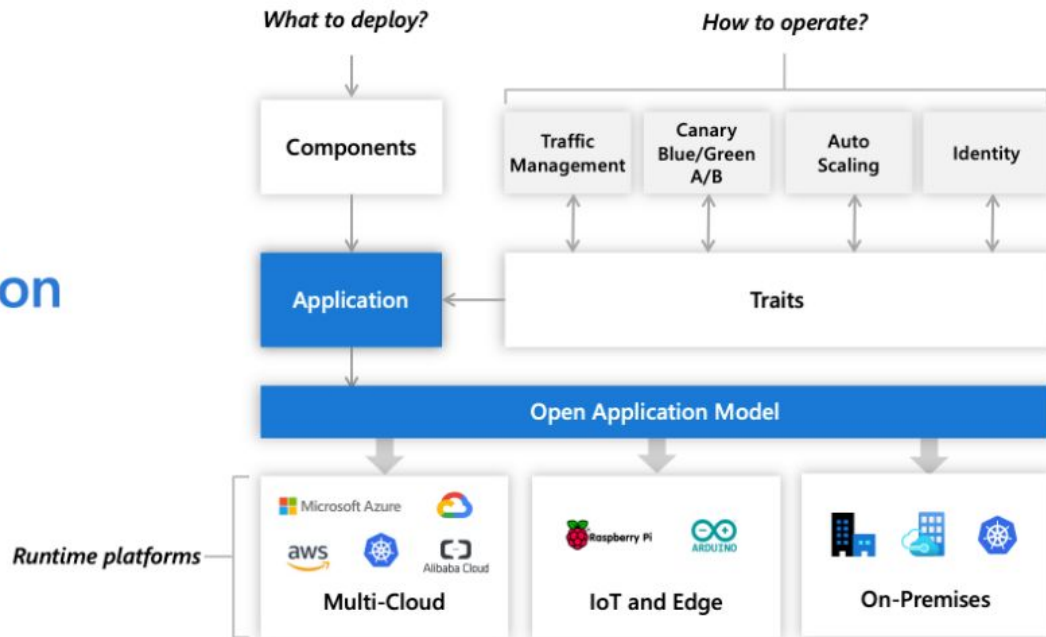 What to deploy?
How to operate?
Components
Traffic
Management
Canary
Blue/Green
A/B
Auto
Scaling
Identity
on
Application
Traits
Open Application Model
Runtime platforms
Microsoft Azure
aws
Alibaba Cloud
Multi-Cloud
Raspberry Pi
ARDUINO
IoT and Edge
On-Premises